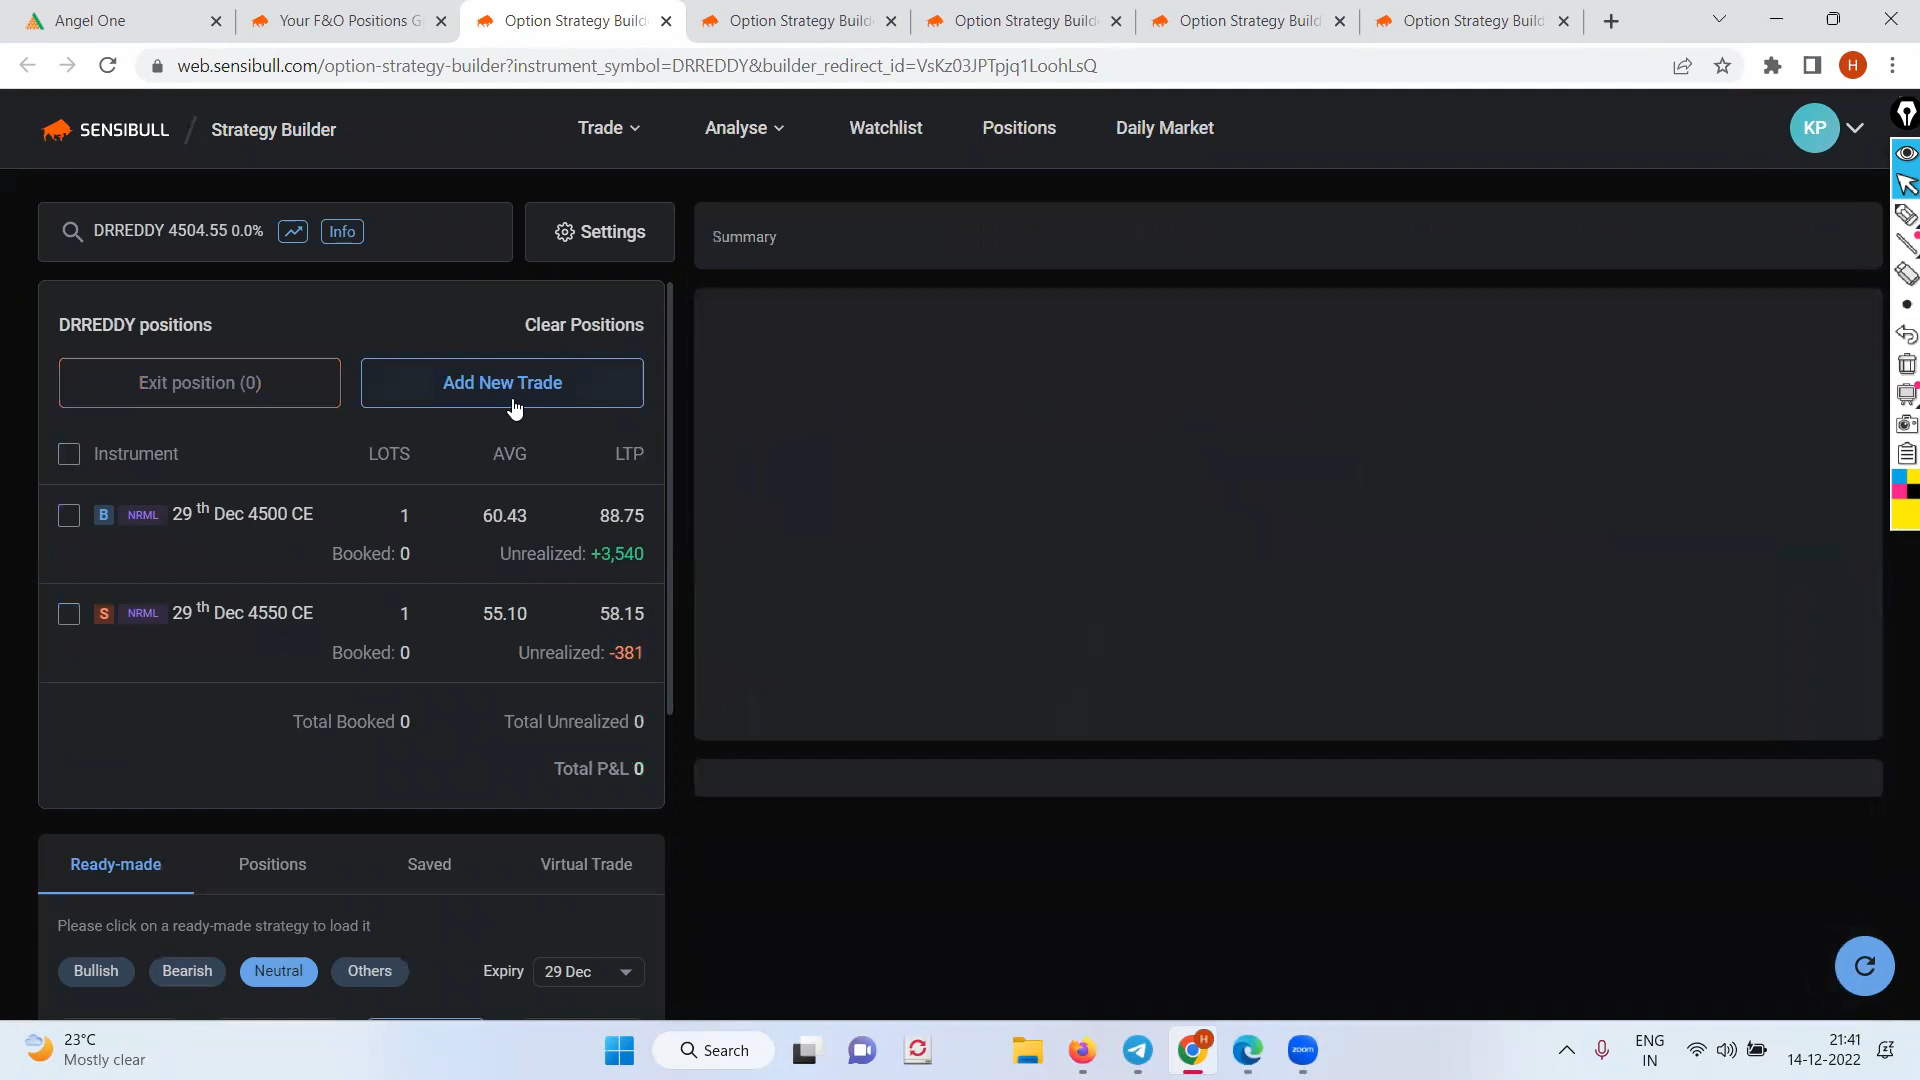 Angel One
Your F&O Positions G
Option Strategy Build
Option Strategy Build
Option Strategy Build
Option Strategy Build
Option Strategy Build
web.sensibull.com/option-strategy-builder?instrument_symbol=DRREDDY&builder_redirect_id=VsKz03JPTpjq1LoohLsQ
H
SENSIBULL / Strategy Builder
Trade
Analyse
Watchlist
Positions
Daily Market
KP
DRREDDY 4504.55 0.0% Info
Settings
Summary
DRREDDY positions
Clear Positions
Exit position (0)
Add New Trade
Instrument LOTS AVG LTP
B NRML 29 th Dec 4500 CE 1 60.43 88.75
Booked: 0 Unrealized: +3,540
S NRML 29 th Dec 4550 CE 1 55.10 58.15
Booked: 0 Unrealized: -381
Total Booked 0 Total Unrealized 0
Total P&L 0
Ready-made Positions Saved Virtual Trade
Please click on a ready-made strategy to load it
Bullish Bearish Neutral Others Expiry 29 Dec
23°C
Mostly clear
Search
H
zoom
ENG
IN
21:41
14-12-2022